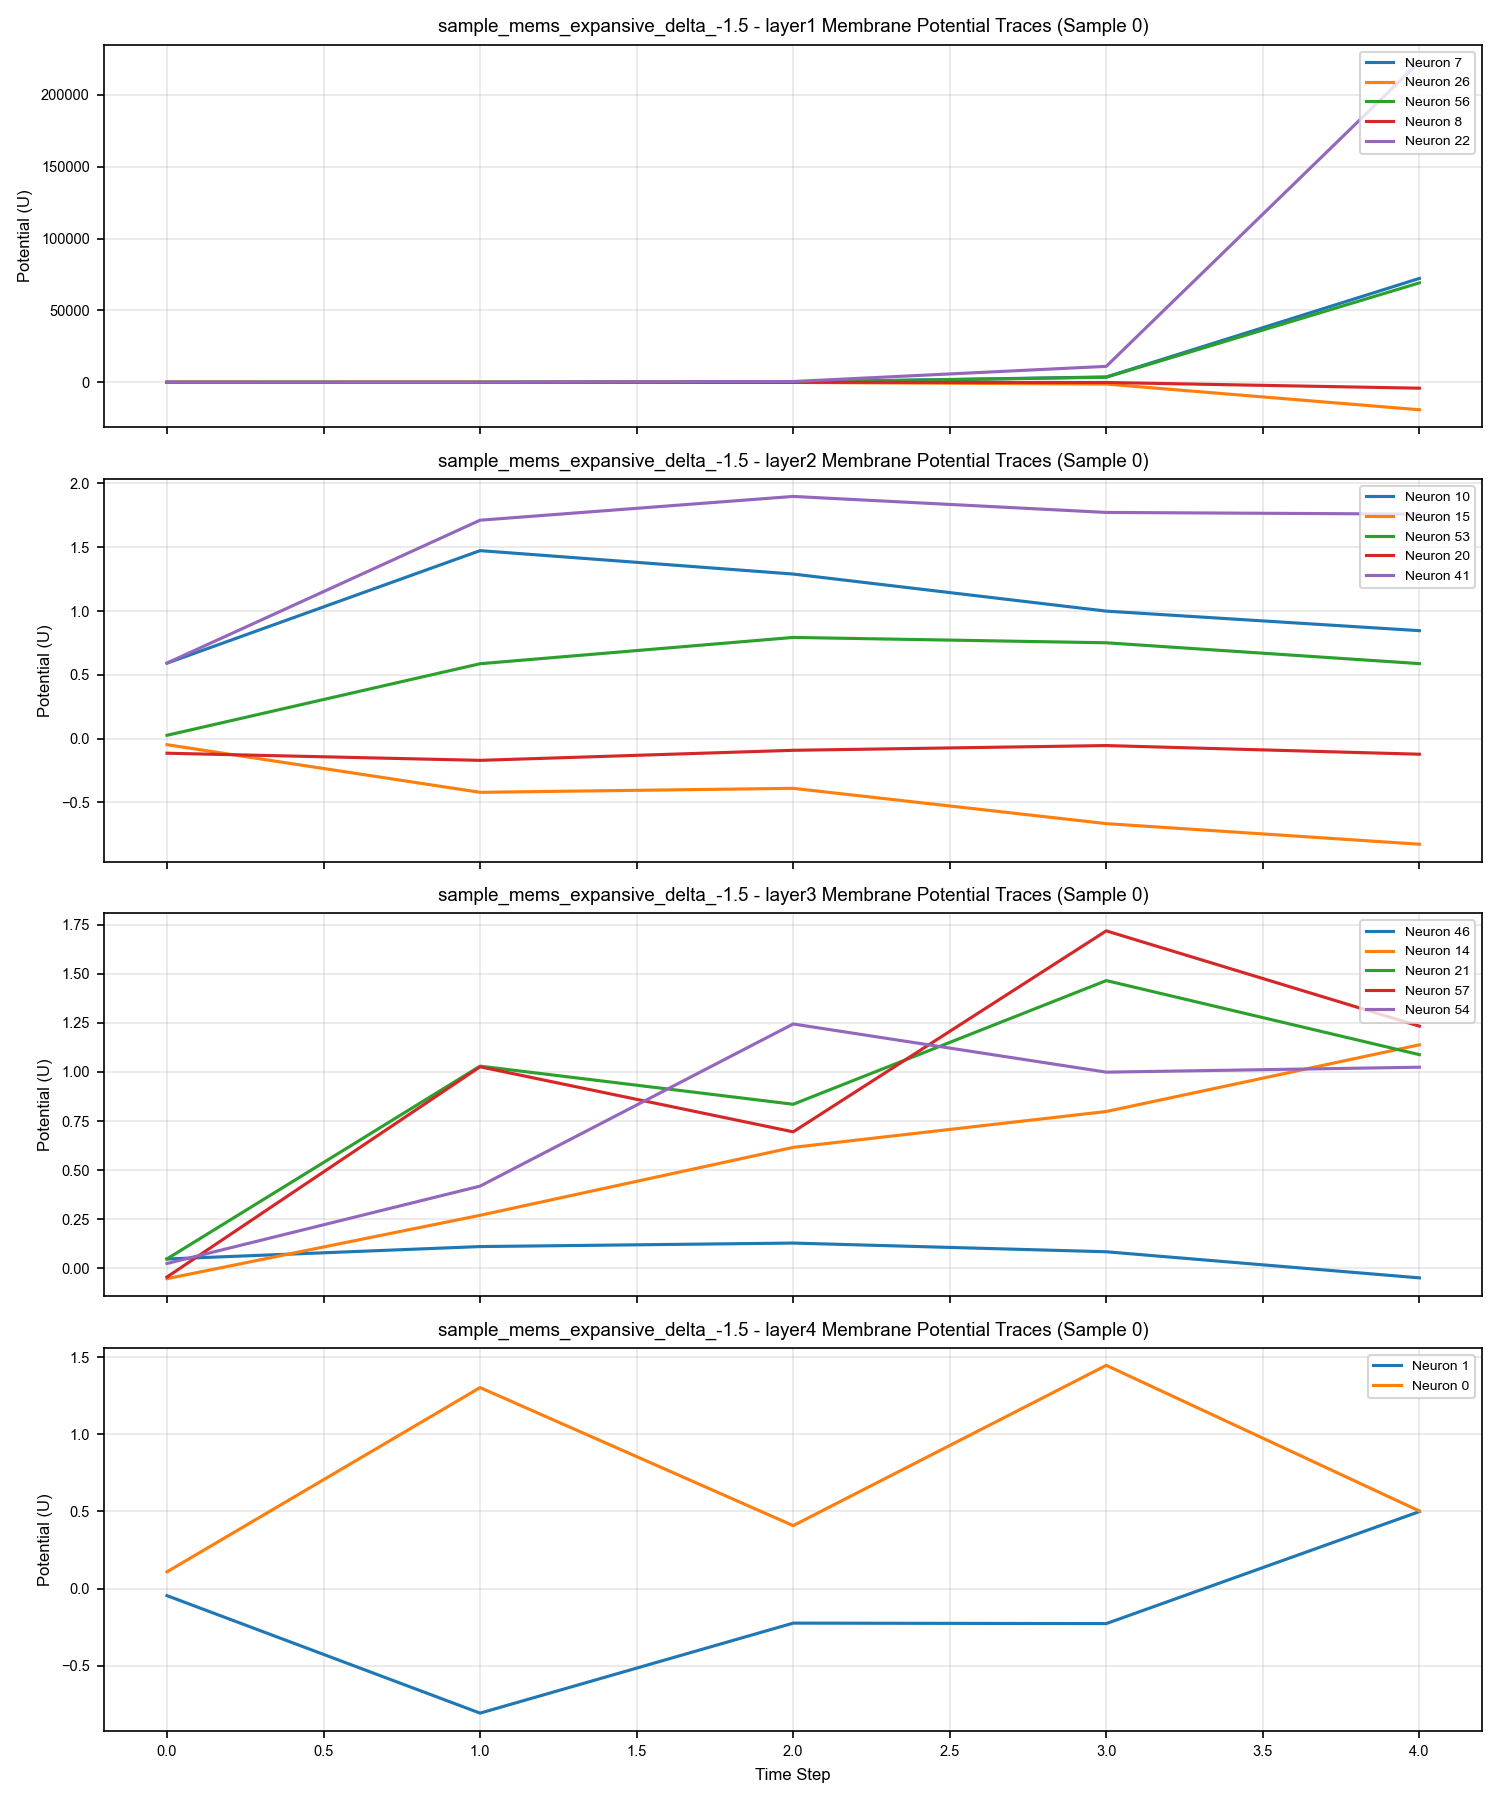 sample_mems_expansive_delta_-1.5 - layer1 Membrane Potential Traces (Sample 0)
Potential (U)
200000
150000
100000
50000
0
Neuron 7
Neuron 26
Neuron 56
Neuron 8
Neuron 22
sample_mems_expansive_delta_-1.5 - layer2 Membrane Potential Traces (Sample 0)
Potential (U)
2.0
1.5
1.0
0.5
0.0
−0.5
Neuron 10
Neuron 15
Neuron 53
Neuron 20
Neuron 41
sample_mems_expansive_delta_-1.5 - layer3 Membrane Potential Traces (Sample 0)
Potential (U)
1.75
1.50
1.25
1.00
0.75
0.50
0.25
0.00
Neuron 46
Neuron 14
Neuron 21
Neuron 57
Neuron 54
sample_mems_expansive_delta_-1.5 - layer4 Membrane Potential Traces (Sample 0)
Potential (U)
1.5
1.0
0.5
0.0
−0.5
Neuron 1
Neuron 0
0.0 0.5 1.0 1.5 2.0 2.5 3.0 3.5 4.0
Time Step